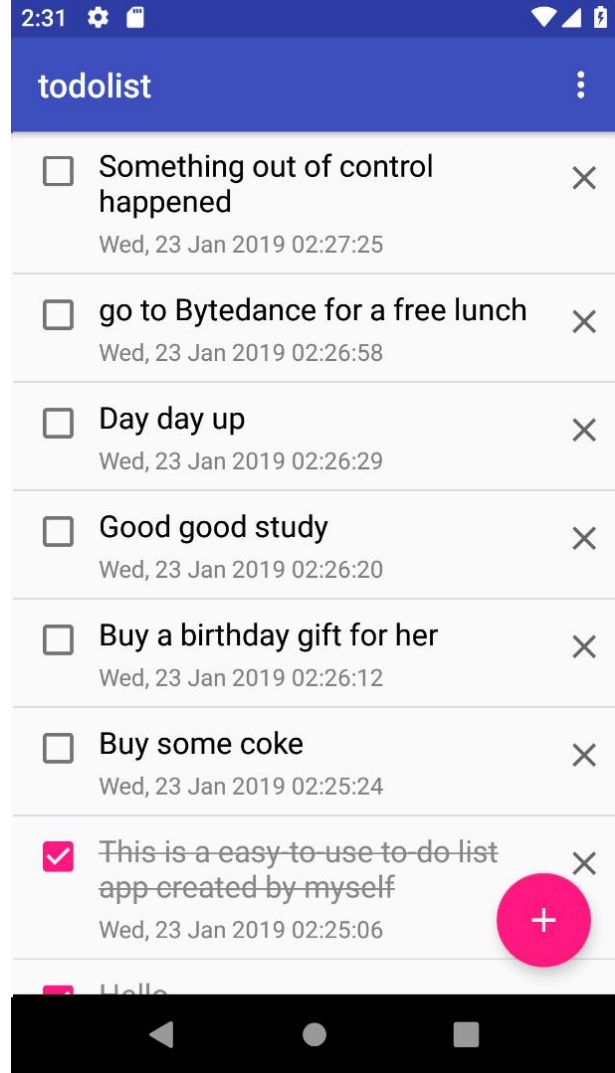 2:31
todolist
Something out of control
happened
Wed, 23 Jan 2019 02:27:25
go to Bytedance for a free lunch
Wed, 23 Jan 2019 02:26:58
Day day up
Wed, 23 Jan 2019 02:26:29
Good good study
Wed, 23 Jan 2019 02:26:20
Buy a birthday gift for her
Wed, 23 Jan 2019 02:26:12
Buy some coke
Wed, 23 Jan 2019 02:25:24
This is a easy-to-use to-do list
app created by myself
Wed, 23 Jan 2019 02:25:06
Hello